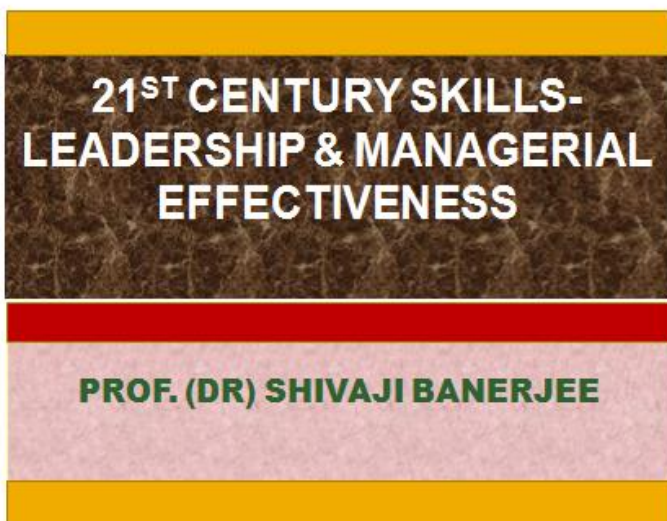 21ST CENTURY SKILLS-
LEADERSHIP & MANAGERIAL
EFFECTIVENESS
PROF. (DR) SHIVAJI BANERJEE